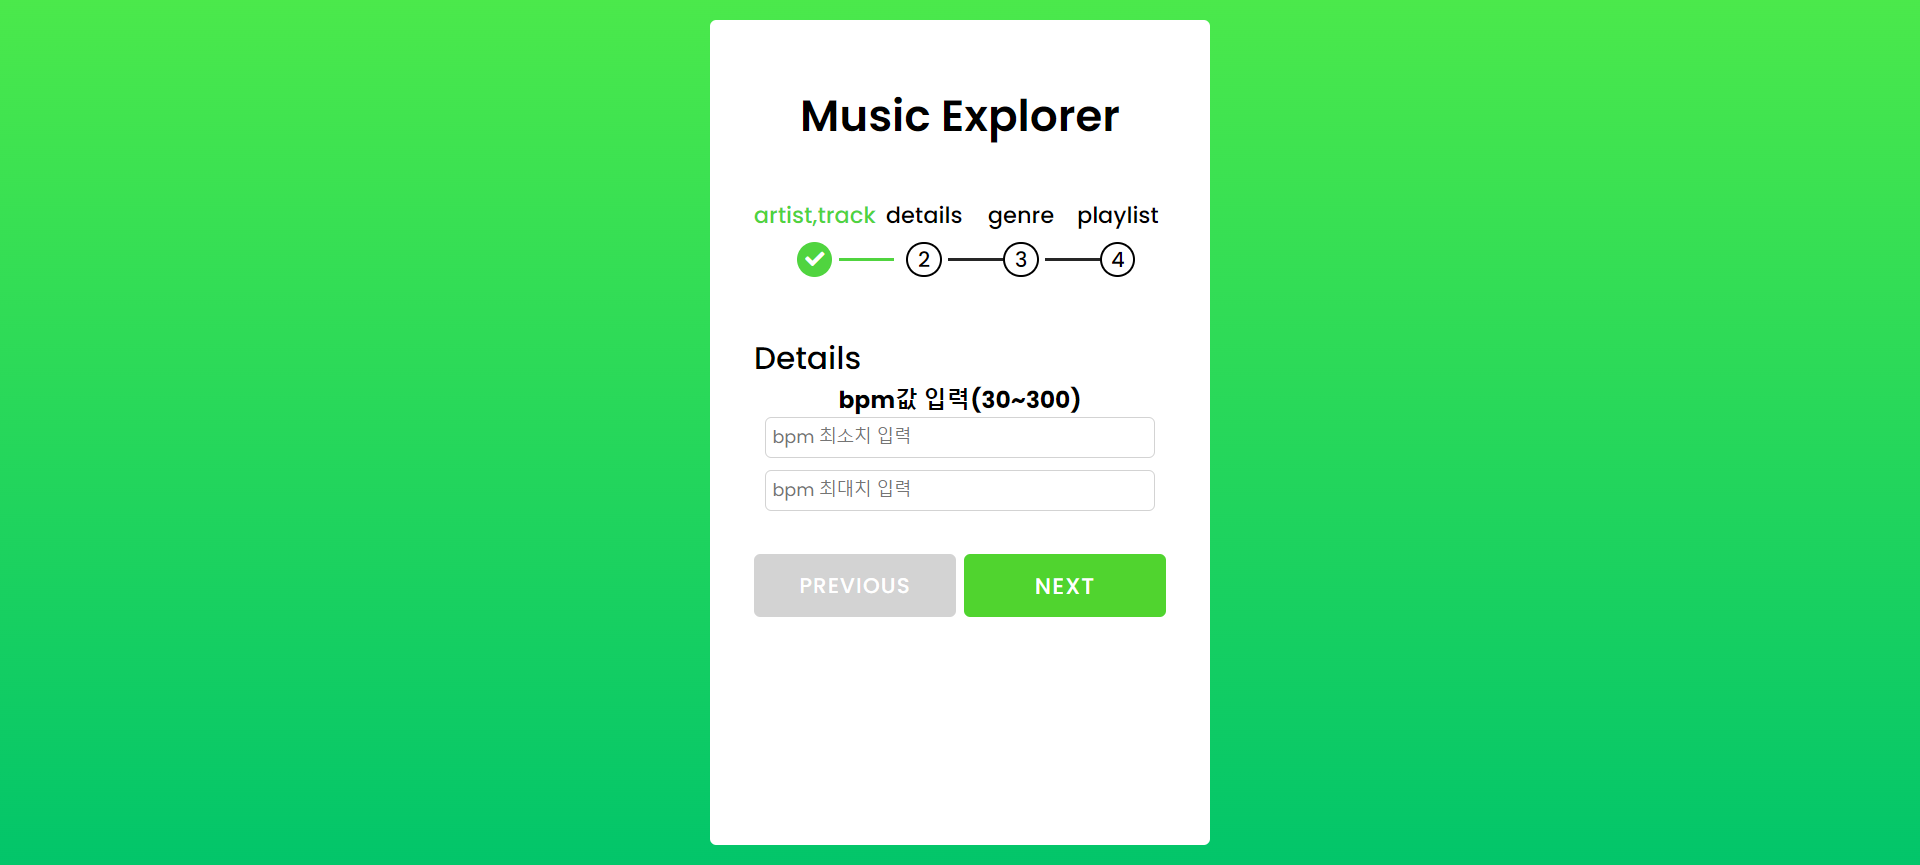 Music Explorer
artist,track details genre playlist
2 3 4
Details
bpm값 입력(30~300)
bpm 최소치 입력
bpm 최대치 입력
PREVIOUS NEXT